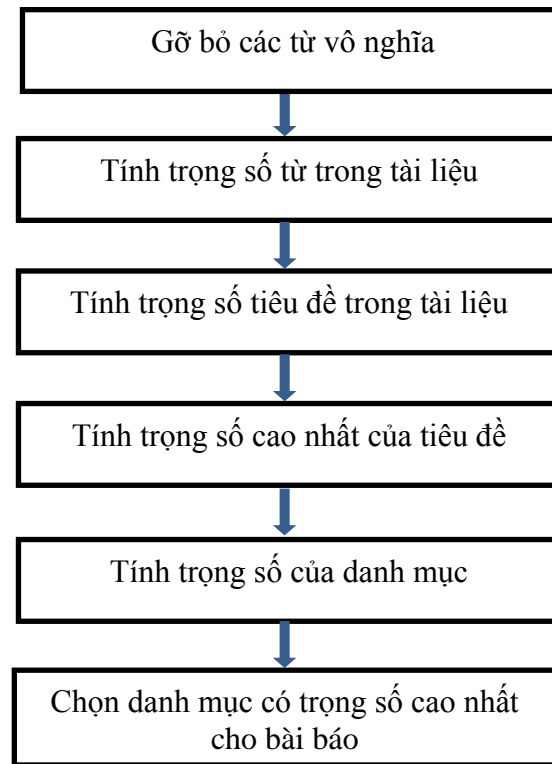 Gỡ bỏ các từ vô nghĩa
Tính trọng số từ trong tài liệu
Tính trọng số tiêu đề trong tài liệu
Tính trọng số cao nhất của tiêu đề
Tính trọng số của danh mục
Chọn danh mục có trọng số cao nhất
cho bài báo